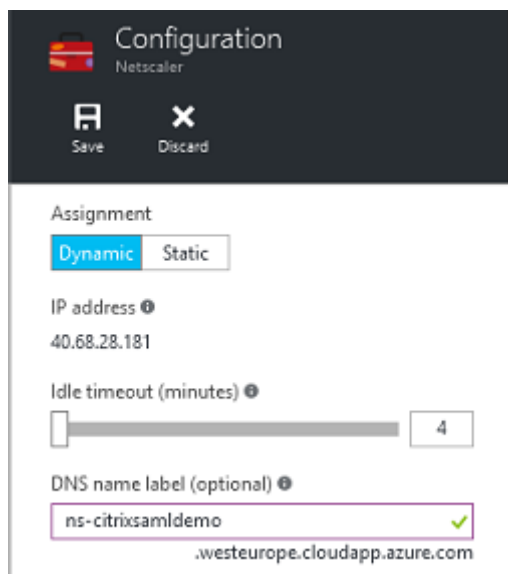 Configuration
Netscaler
Save Discard
Assignment
Dynamic Static
IP address
40.68.28.181
Idle timeout (minutes)
4
DNS name label (optional)
ns-citrixsamldemo
.westeurope.cloudapp.azure.com